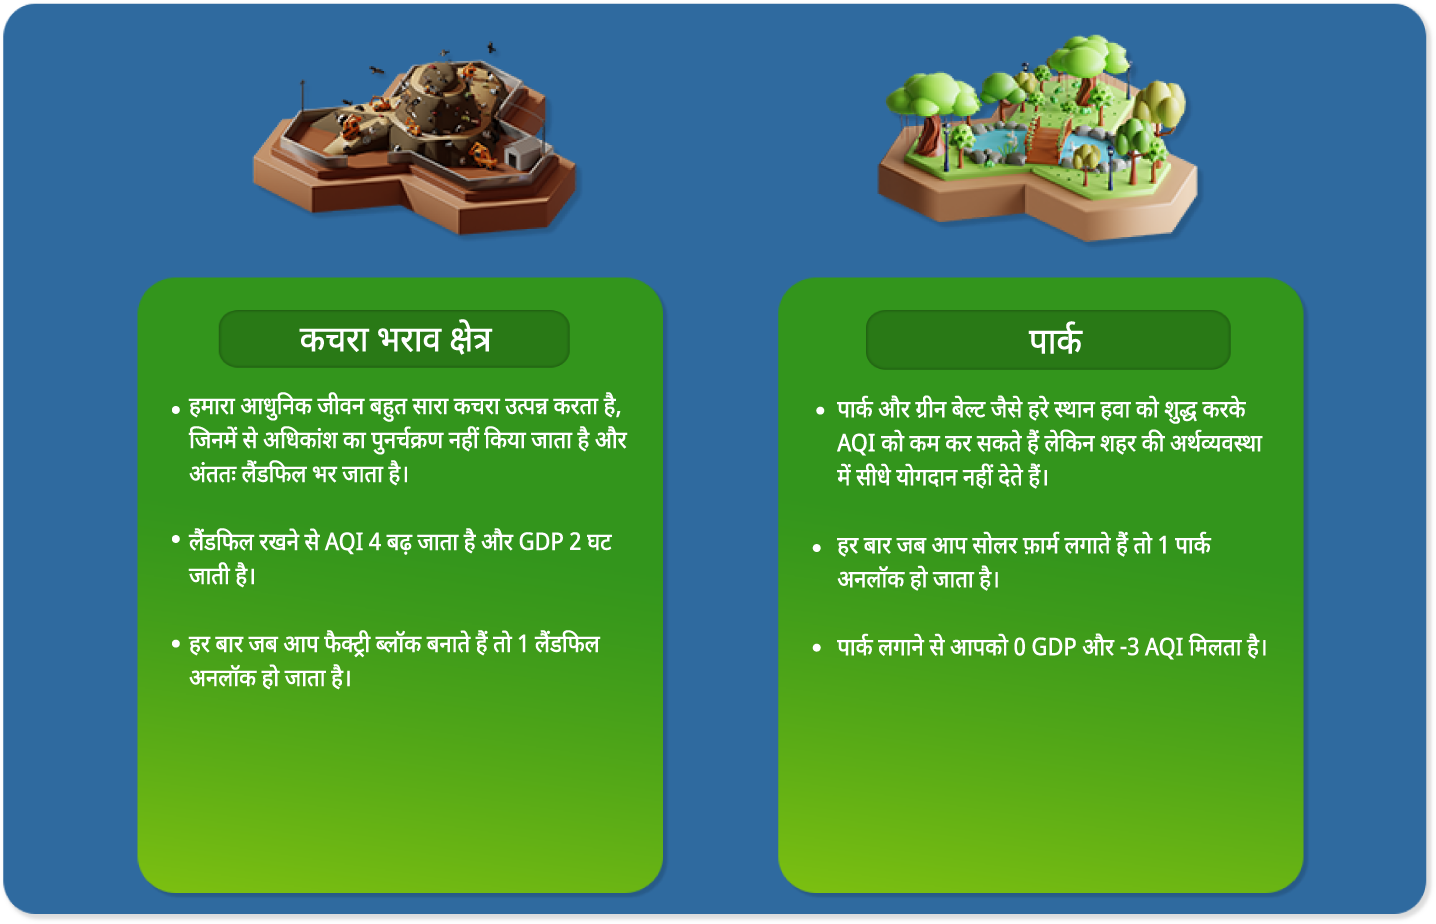 कचरा भराव क्षेत्र
• हमारा आधुनिक जीवन बहुत सारा कचरा उत्पन्न करता है,
जिनमें से अधिकांश का पुनर्चक्रण नहीं किया जाता है और
अंततः लैंडफिल भर जाता है।
• लैंडफिल रखने से AQI 4 बढ़ जाता है और GDP 2 घट
जाती है।
• हर बार जब आप फैक्ट्री ब्लॉक बनाते हैं तो 1 लैंडफिल
अनलॉक हो जाता है।
पार्क
• पार्क और ग्रीन बेल्ट जैसे हरे स्थान हवा को शुद्ध करके
AQI को कम कर सकते हैं लेकिन शहर की अर्थव्यवस्था
में सीधे योगदान नहीं देते हैं।
• हर बार जब आप सोलर फ़ार्म लगाते हैं तो 1 पार्क
अनलॉक हो जाता है।
• पार्क लगाने से आपको 0 GDP और -3 AQI मिलता है।